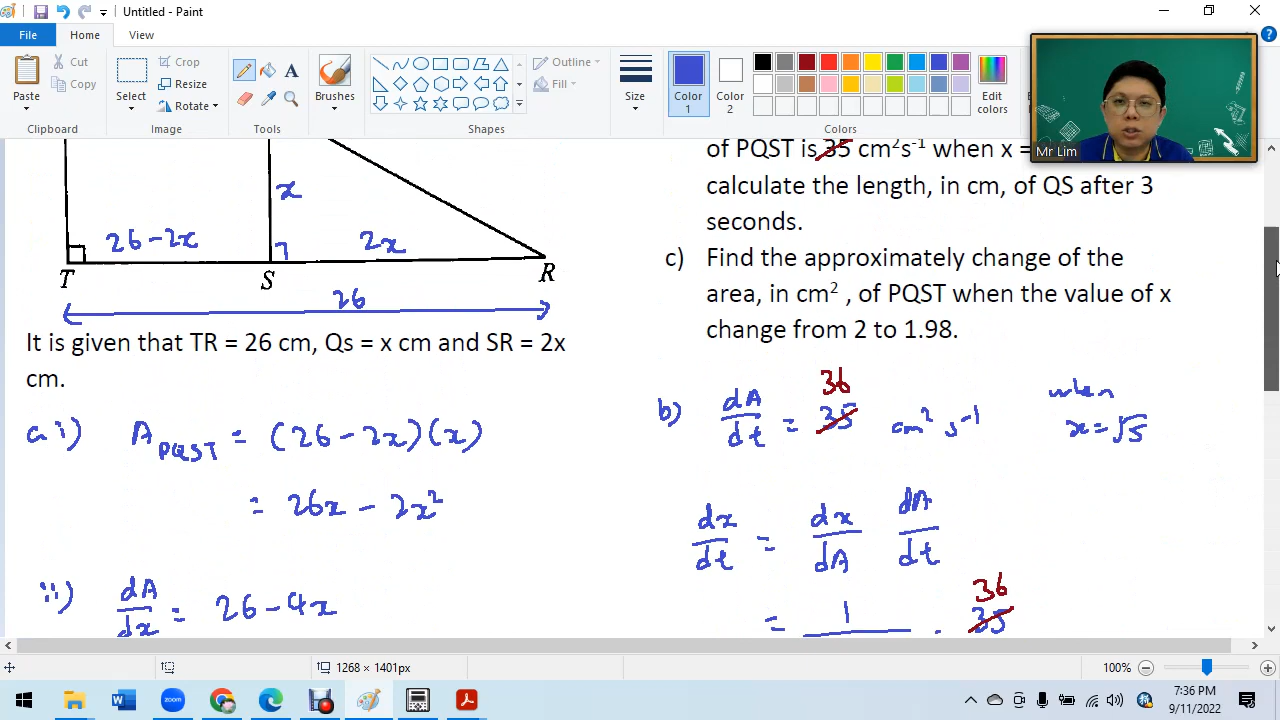 Untitled - Paint
File
Home
View
Paste
Cut
Copy
Clipboard
Select
Crop
Resize
Rotate
Image
Tools
Brushes
Shapes
Outline
Fill
Size
Color 1
Color 2
Edit colors
Colors
Mr Lim
x
26-2x
2x
T
S
R
26
It is given that TR = 26 cm, Qs = x cm and SR = 2x
cm.
a i) A PQST = (26-2x)(x)
= 26x - 2x²
ii) dA/dx = 26-4x
of PQST is 35 cm²s⁻¹ when x =
calculate the length, in cm, of QS after 3
seconds.
c) Find the approximately change of the
area, in cm² , of PQST when the value of x
change from 2 to 1.98.
36
b) dA/dt = 35 cm² s⁻¹
when
x=√5
dx/dt = dx/dA dA/dt
36
= 1 . 35
1268 × 1401px
100%
zoom
7:36 PM
9/11/2022